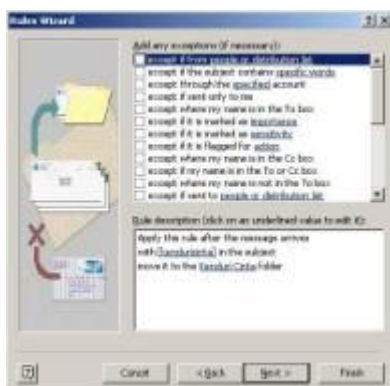 Rules Wizard
Add any exceptions (if necessary):
except if from people or distribution list
except if the subject contains specific words
except through the specified account
except if sent only to me
except where my name is in the To box
except if it is marked as importance
except if it is marked as sensitivity
except if it is flagged for action
except where my name is in the Cc box
except if my name is in the To or Cc box
except where my name is not in the To box
except if sent to people or distribution list
Rule description (click on an underlined value to edit it):
Apply this rule after the message arrives
with in the subject
move it to the Kenduri Cinta folder
Cancel
< Back
Next >
Finish